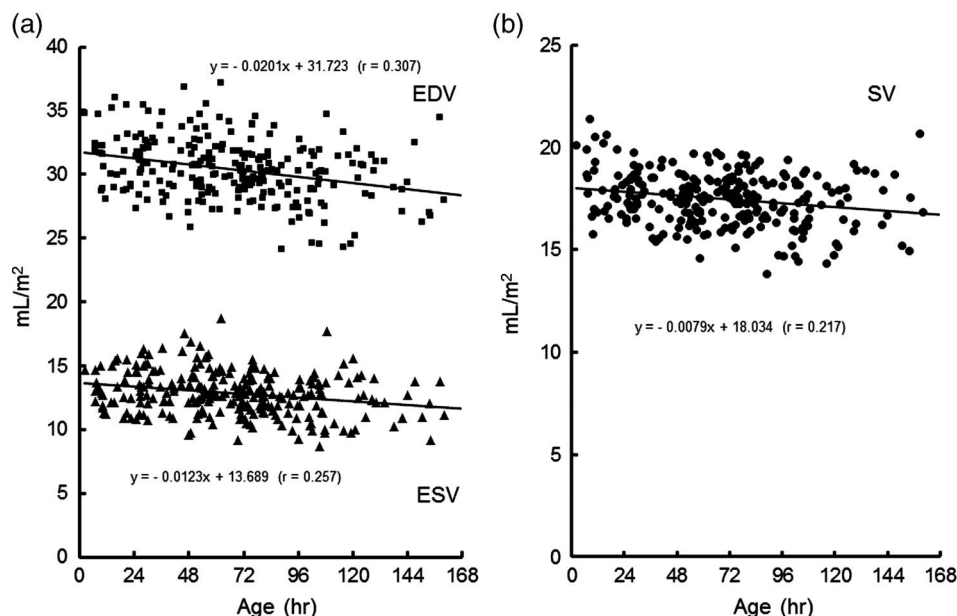 (a)
40
35
30
25
20
15
10
5
0
mL/m²
y = - 0.0201x + 31.723 (r = 0.307)
EDV
y = - 0.0123x + 13.689 (r = 0.257)
ESV
0 24 48 72 96 120 144 168
Age (hr)
(b)
25
20
15
10
5
0
mL/m²
SV
y = - 0.0079x + 18.034 (r = 0.217)
0 24 48 72 96 120 144 168
Age (hr)